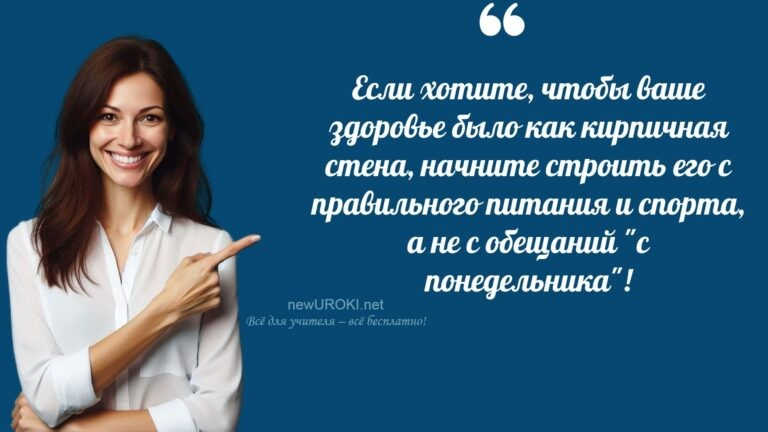 ❝
Если хотите, чтобы ваше
здоровье было как кирпичная
стена, начните строить его с
правильного питания и спорта,
а не с обещаний "с
понедельника"!
newUROKI.net
Всё для учителя – всё бесплатно!